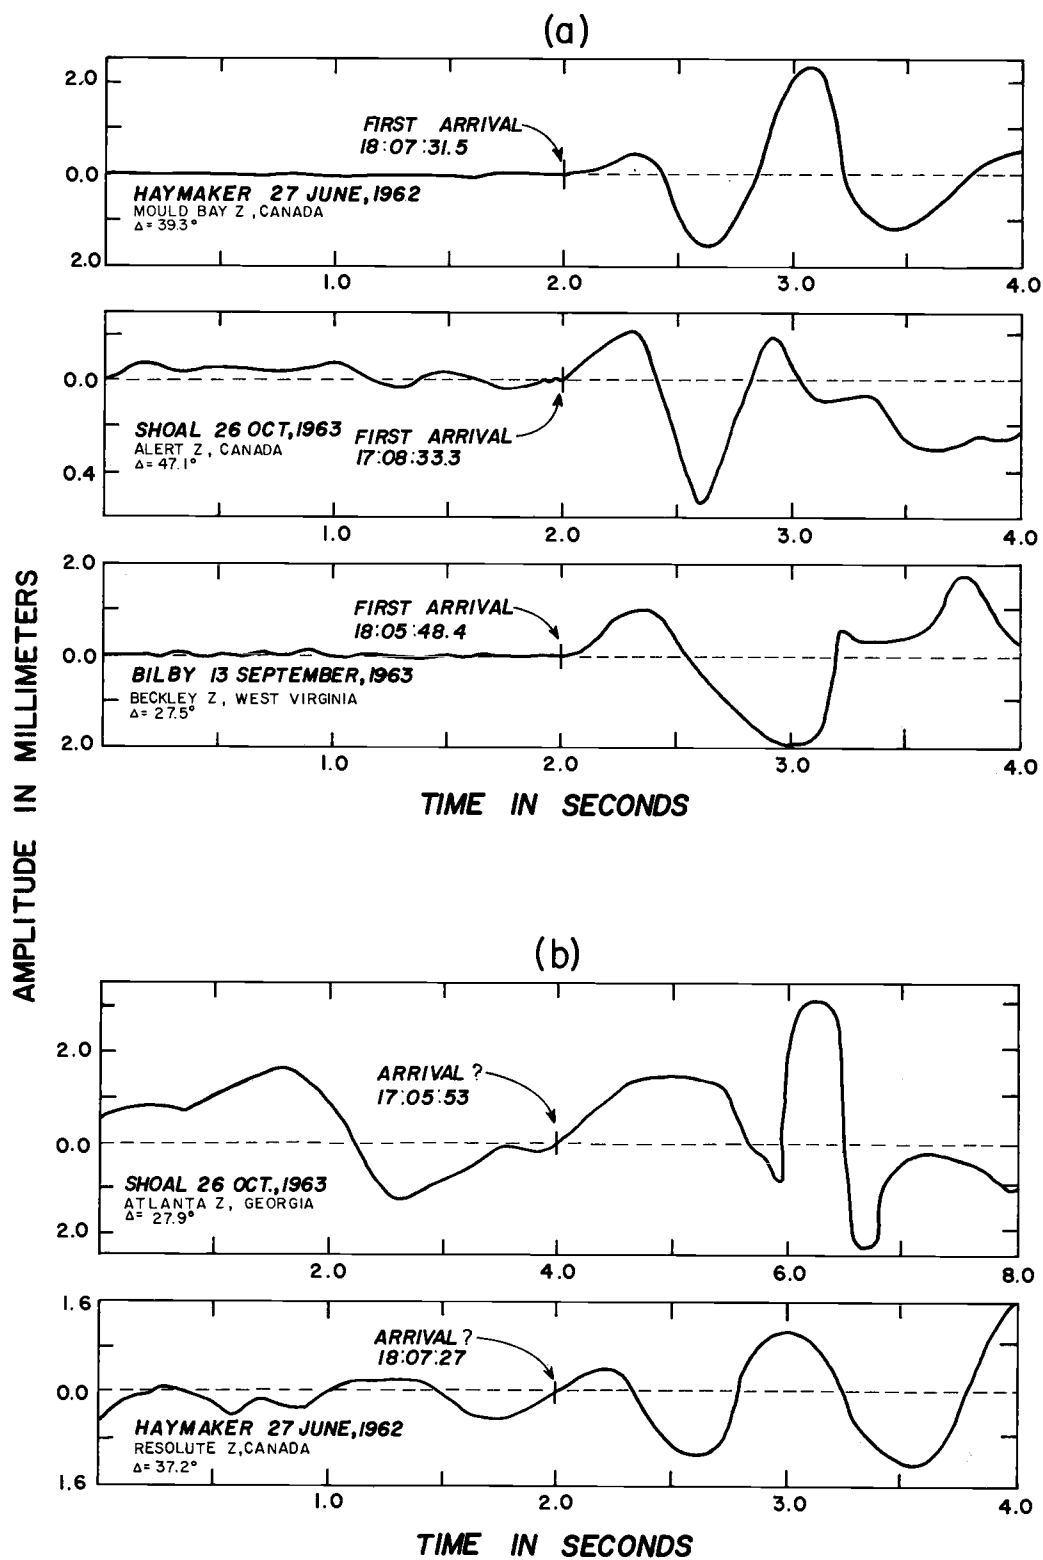 (a)
2.0
0.0
2.0
FIRST ARRIVAL
18:07:31.5
HAYMAKER 27 JUNE, 1962
MOULD BAY Z, CANADA
Δ= 39.3°
1.0 2.0 3.0 4.0
0.0
0.4
SHOAL 26 OCT, 1963
ALERT Z, CANADA
Δ= 47.1°
FIRST ARRIVAL
17:08:33.3
1.0 2.0 3.0 4.0
2.0
0.0
2.0
FIRST ARRIVAL
18:05:48.4
BILBY 13 SEPTEMBER, 1963
BECKLEY Z, WEST VIRGINIA
Δ= 27.5°
1.0 2.0 3.0 4.0
TIME IN SECONDS
AMPLITUDE IN MILLIMETERS
(b)
2.0
0.0
2.0
ARRIVAL ?
17:05:53
SHOAL 26 OCT., 1963
ATLANTA Z, GEORGIA
Δ= 27.9°
2.0 4.0 6.0 8.0
1.6
0.0
1.6
ARRIVAL ?
18:07:27
HAYMAKER 27 JUNE, 1962
RESOLUTE Z, CANADA
Δ= 37.2°
1.0 2.0 3.0 4.0
TIME IN SECONDS